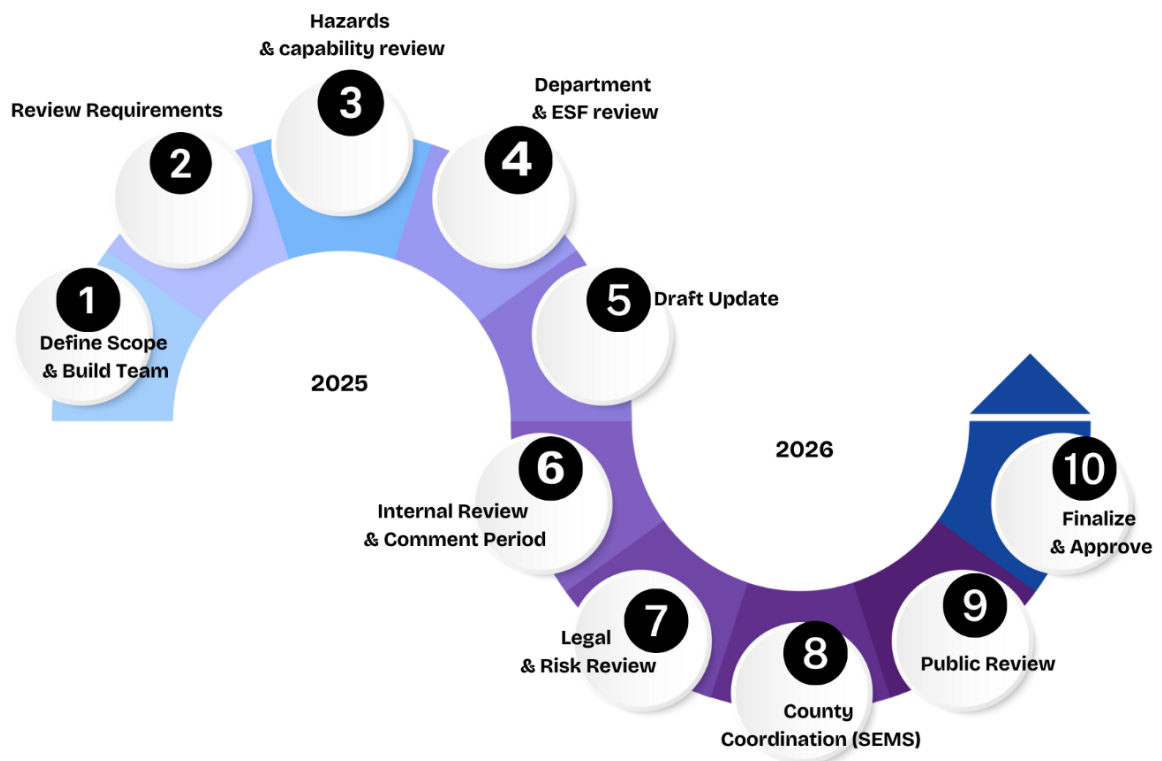 1
Define Scope
& Build Team
2
Review Requirements
3
Hazards
& capability review
4
Department
& ESF review
5
Draft Update
2025
6
Internal Review
& Comment Period
7
Legal
& Risk Review
8
County
Coordination (SEMS)
9
Public Review
10
Finalize
& Approve
2026